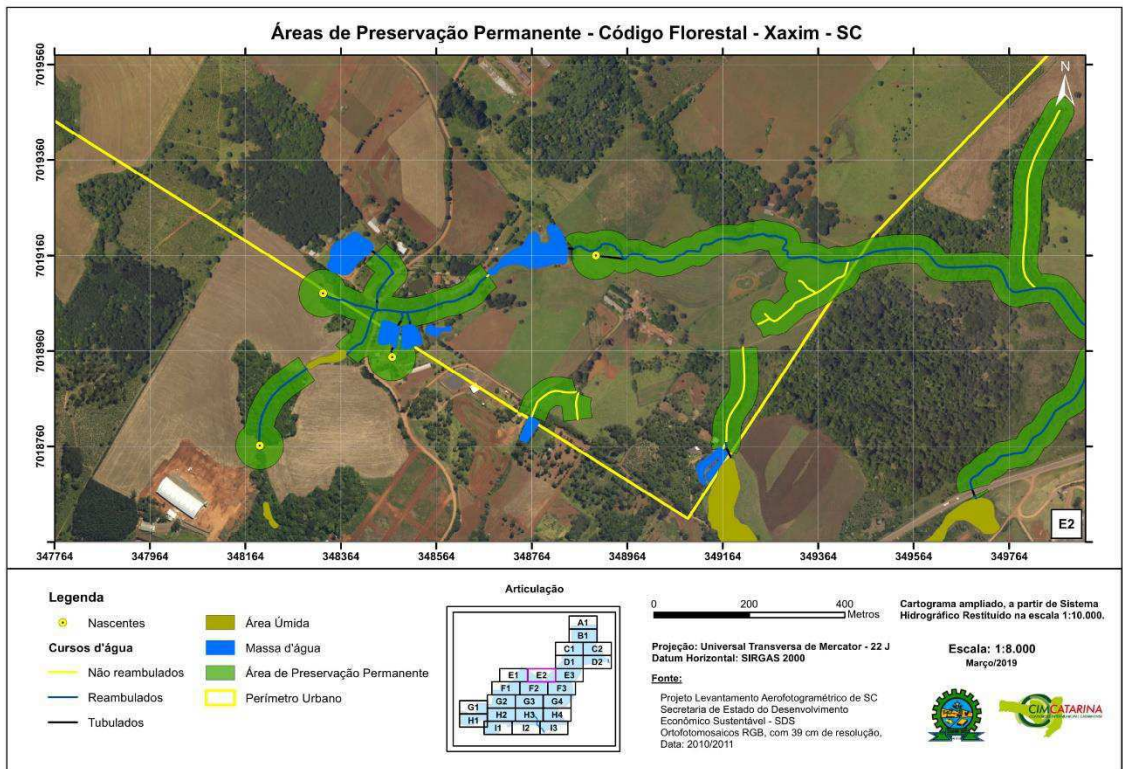 Áreas de Preservação Permanente - Código Florestal - Xaxim - SC
7019560
7019360
7019160
7018960
7018760
N
E2
347764
347964
348164
348364
348564
348764
348964
349164
349364
349564
349764
Legenda
Nascentes
Cursos d'água
Não reambulados
Reambulados
Tubulados
Área Úmida
Massa d'água
Área de Preservação Permanente
Perímetro Urbano
Articulação
A1
B1
C1 C2
D1 D2
E1 E2 E3
F1 F2 F3
G1 G2 G3 G4
H1 H2 H3 H4
I1 I2 I3
0 200 400
Metros
Projeção: Universal Transversa de Mercator - 22 J
Datum Horizontal: SIRGAS 2000
Fonte:
Projeto Levantamento Aerofotogramétrico de SC
Secretaria de Estado do Desenvolvimento
Econômico Sustentável - SDS
Ortofotomosaicos RGB, com 39 cm de resolução,
Data: 2010/2011
Cartograma ampliado, a partir de Sistema
Hidrográfico Restituído na escala 1:10.000.
Escala: 1:8.000
Março/2019
CIMCATARINA